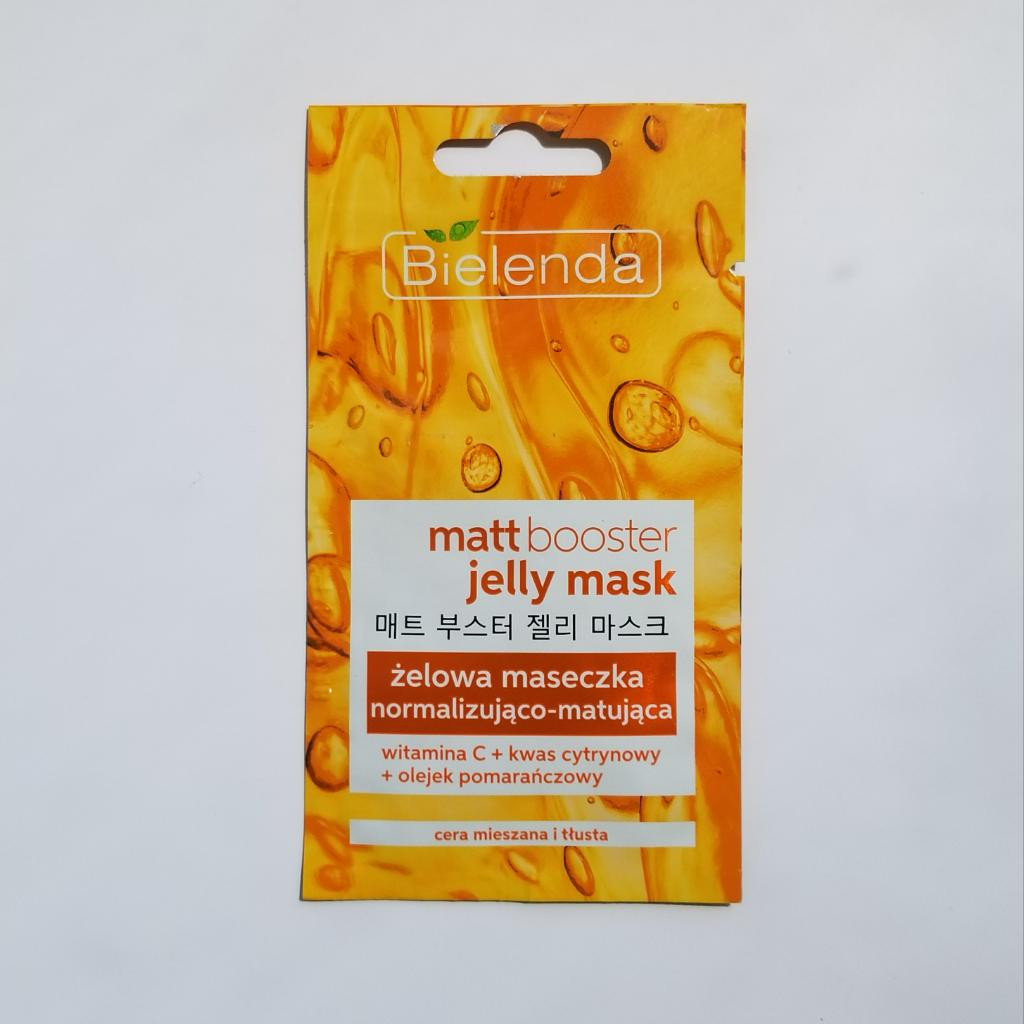 Bielenda
matt booster
jelly mask
매트 부스터 젤리 마스크
żelowa maseczka
normalizująco-matująca
witamina C + kwas cytrynowy
+ olejek pomarańczowy
cera mieszana i tłusta